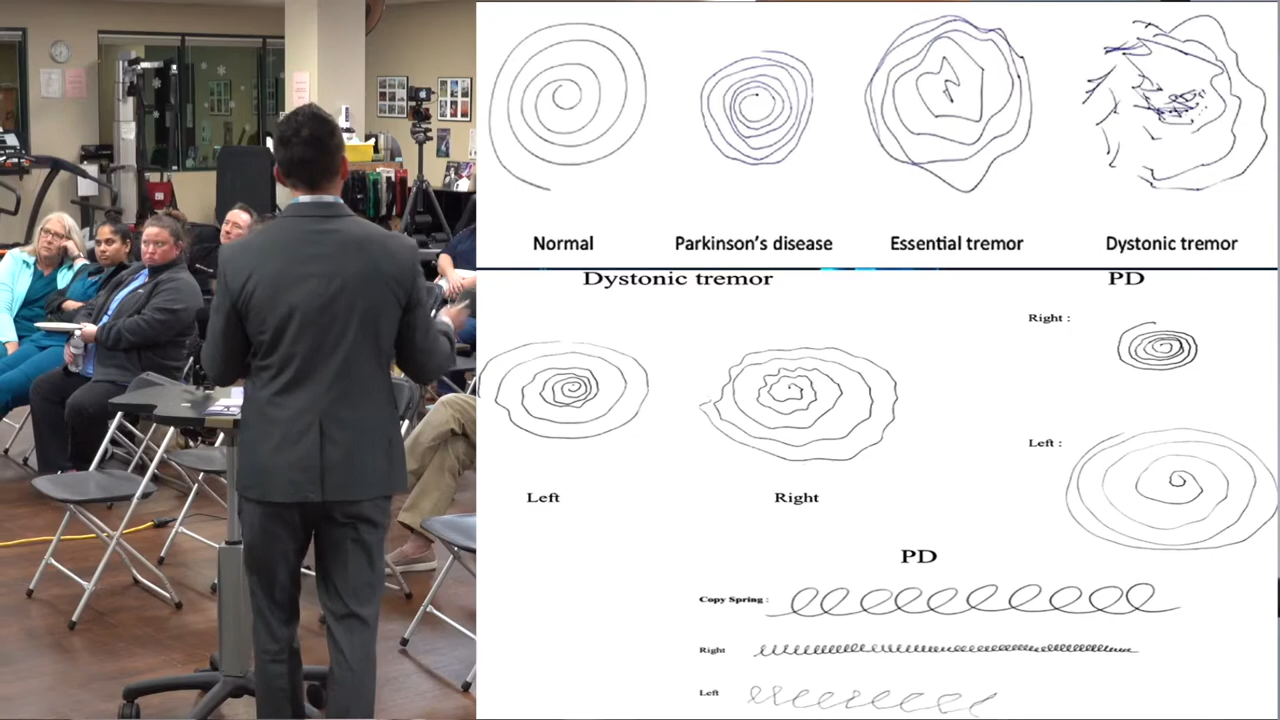 Normal Parkinson's disease Essential tremor Dystonic tremor
Dystonic tremor PD
Right :
Left :
Left Right
PD
Copy Spring :
Right
Left